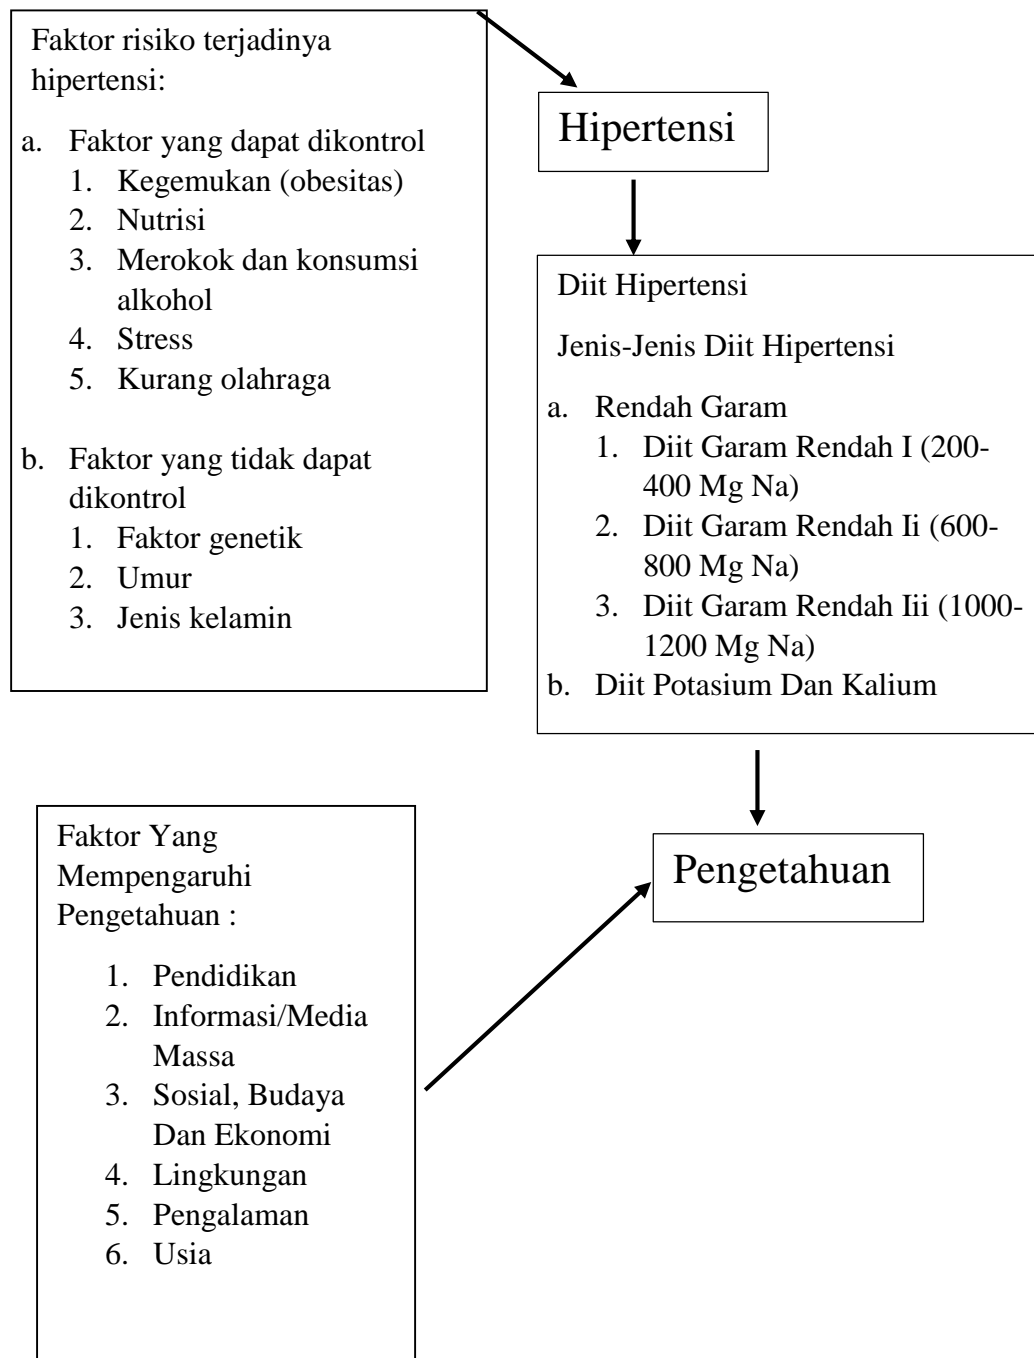 Faktor risiko terjadinya
hipertensi:
a. Faktor yang dapat dikontrol
1. Kegemukan (obesitas)
2. Nutrisi
3. Merokok dan konsumsi
alkohol
4. Stress
5. Kurang olahraga
b. Faktor yang tidak dapat
dikontrol
1. Faktor genetik
2. Umur
3. Jenis kelamin
Hipertensi
Diit Hipertensi
Jenis-Jenis Diit Hipertensi
a. Rendah Garam
1. Diit Garam Rendah I (200-
400 Mg Na)
2. Diit Garam Rendah Ii (600-
800 Mg Na)
3. Diit Garam Rendah Iii (1000-
1200 Mg Na)
b. Diit Potasium Dan Kalium
Faktor Yang
Mempengaruhi
Pengetahuan :
1. Pendidikan
2. Informasi/Media
Massa
3. Sosial, Budaya
Dan Ekonomi
4. Lingkungan
5. Pengalaman
6. Usia
Pengetahuan